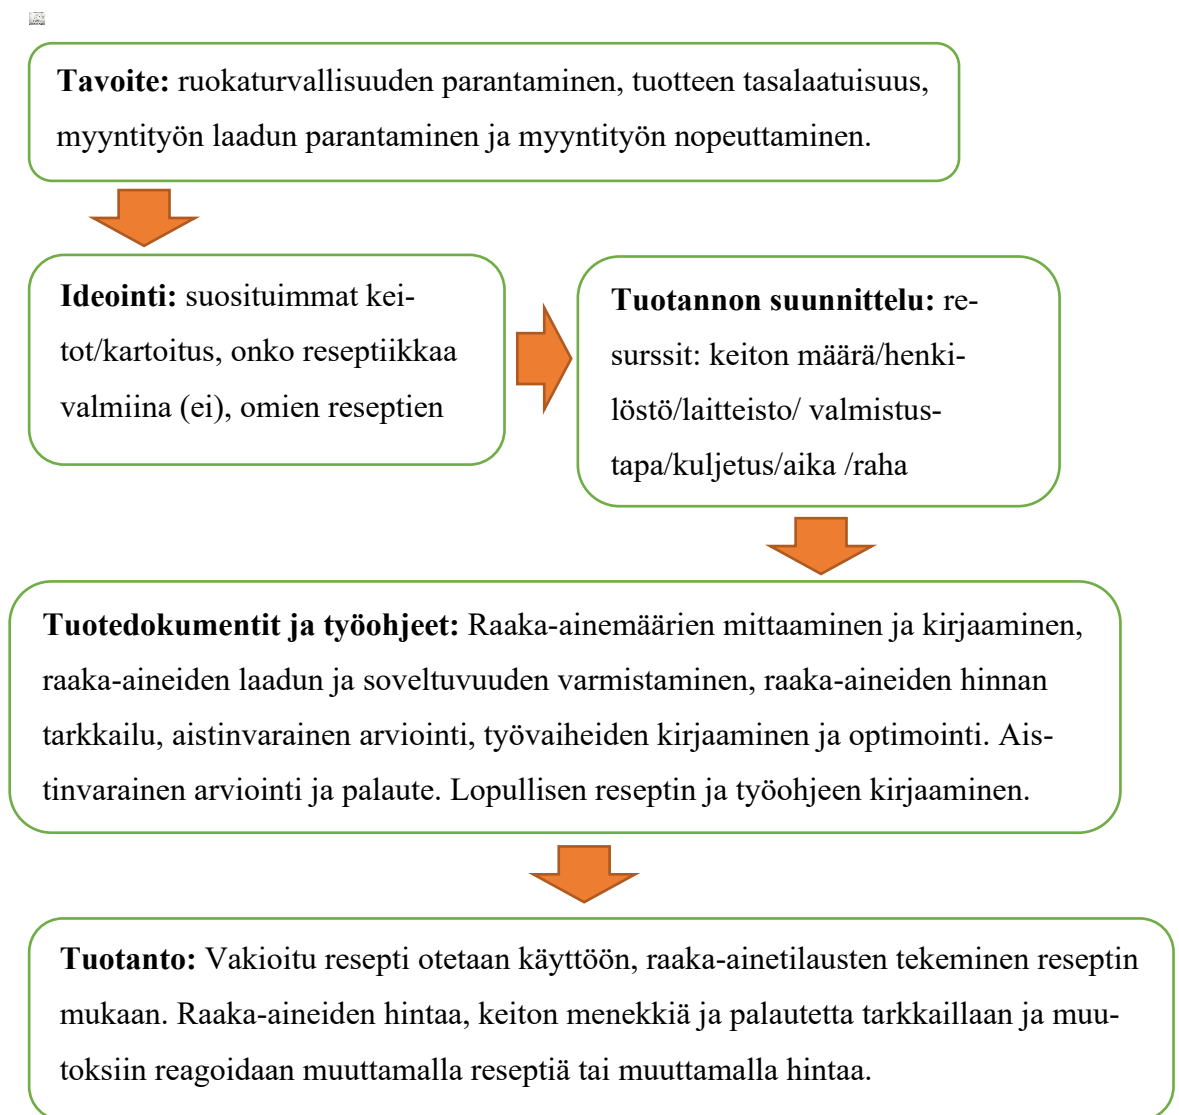 Tavoite: ruokaturvallisuuden parantaminen, tuotteen tasalaatuisuus,
myyntityön laadun parantaminen ja myyntityön nopeuttaminen.
Ideointi: suosituimmat kei-
tot/kartoitus, onko reseptiikkaa
valmiina (ei), omien reseptien
Tuotannon suunnittelu: re-
surssit: keiton määrä/henki-
löstö/laitteisto/ valmistus-
tapa/kuljetus/aika /raha
Tuotedokumentit ja työohjeet: Raaka-ainemäärien mittaaminen ja kirjaaminen,
raaka-aineiden laadun ja soveltuvuuden varmistaminen, raaka-aineiden hinnan
tarkkailu, aistinvarainen arviointi, työvaiheiden kirjaaminen ja optimointi. Ais-
tinvarainen arviointi ja palaute. Lopullisen reseptin ja työohjeen kirjaaminen.
Tuotanto: Vakioitu resepti otetaan käyttöön, raaka-ainetilausten tekeminen reseptin
mukaan. Raaka-aineiden hintaa, keiton menekkiä ja palautetta tarkkaillaan ja muu-
toksiin reagoidaan muuttamalla reseptiä tai muuttamalla hintaa.